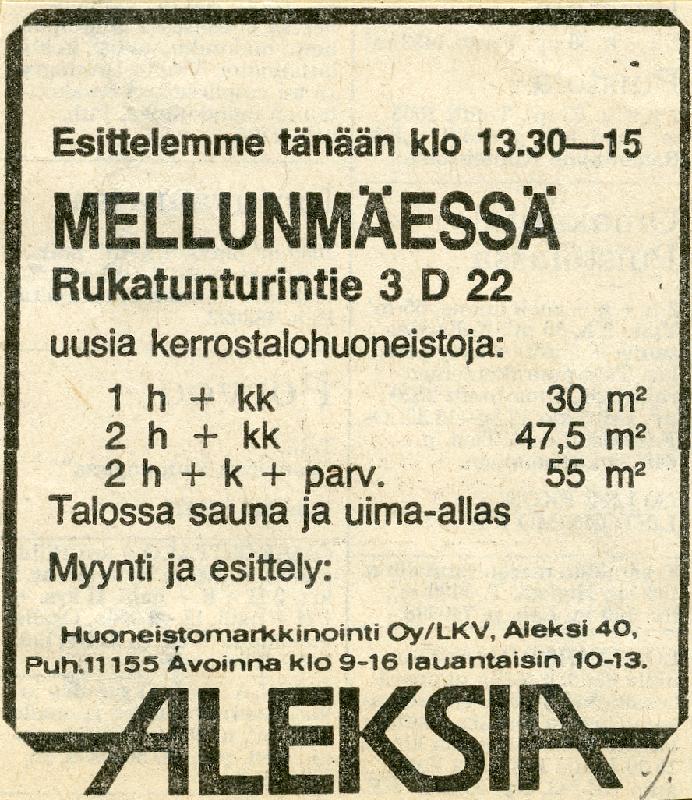 Esittelemme tänään klo 13.30—15
MELLUNMÄESSÄ
Rukatunturintie 3 D 22
uusia kerrostalohuoneistoja:
1 h + kk 30 m²
2 h + kk 47,5 m²
2 h + k + parv. 55 m²
Talossa sauna ja uima-allas
Myynti ja esittely:
Huoneistomarkkinointi Oy/LKV, Aleksi 40,
Puh.11155 Avoinna klo 9-16 lauantaisin 10-13.
ALEKSIA